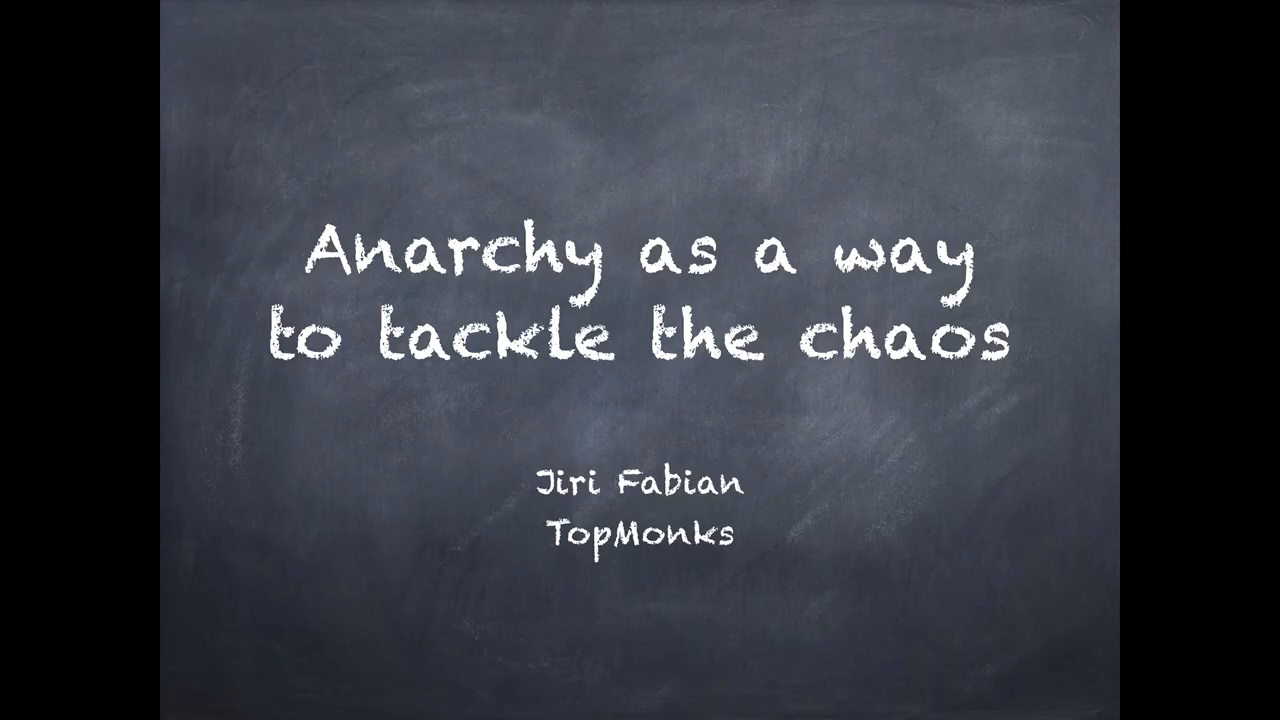 Anarchy as a way
to tackle the chaos
Jiri Fabian
TopMonks